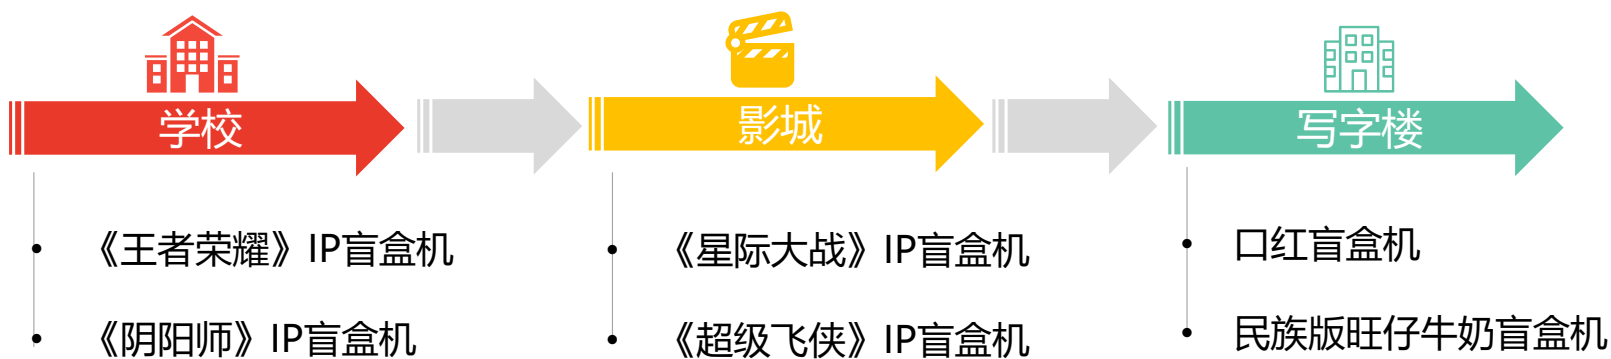 学校
影城
写字楼
• 《王者荣耀》IP盲盒机
• 《阴阳师》IP盲盒机
• 《星际大战》IP盲盒机
• 《超级飞侠》IP盲盒机
• 口红盲盒机
• 民族版旺仔牛奶盲盒机